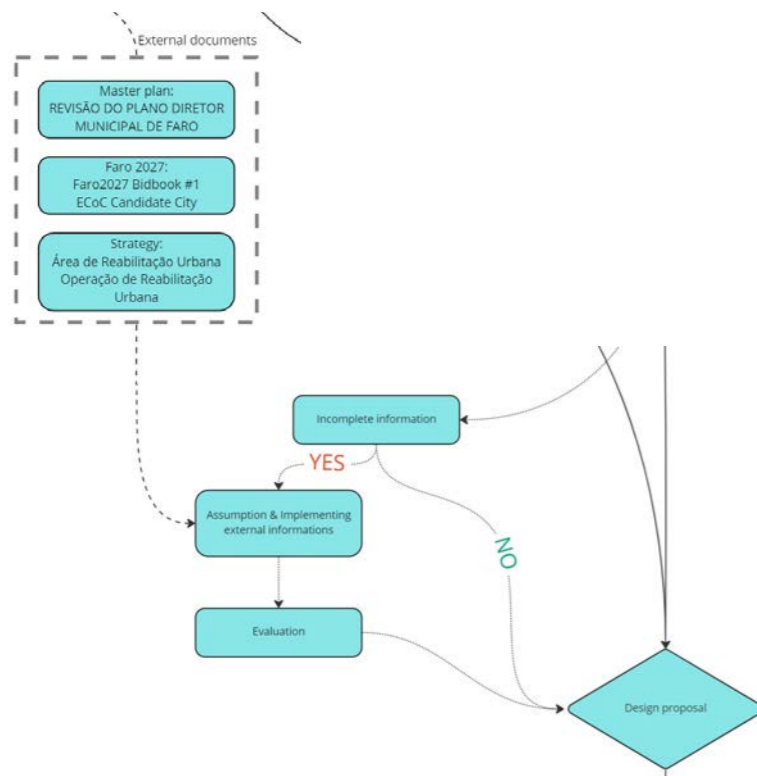 External documents
Master plan:
REVISÃO DO PLANO DIRETOR
MUNICIPAL DE FARO
Faro 2027:
Faro2027 Bidbook #1
ECoC Candidate City
Strategy:
Área de Reabilitação Urbana
Operação de Reabilitação
Urbana
Incomplete information
YES
Assumption & Implementing
external informations
NO
Evaluation
Design proposal